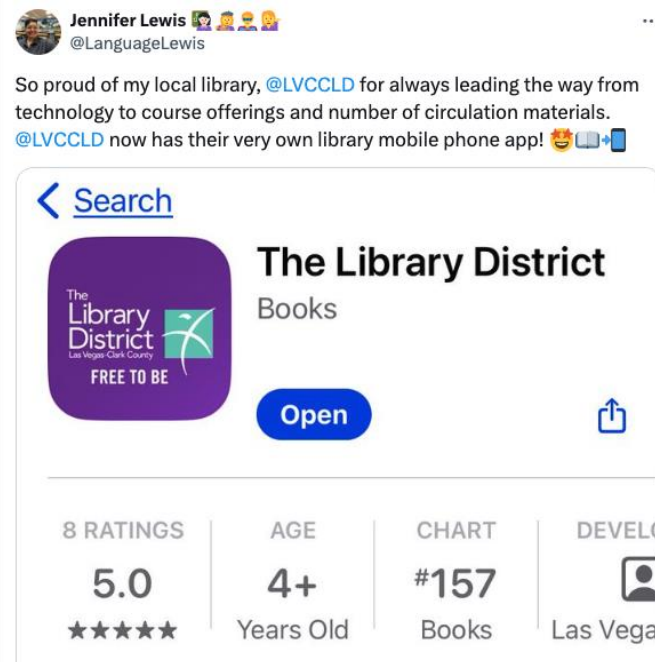 Jennifer Lewis
@LanguageLewis
So proud of my local library, @LVCCLD for always leading the way from
technology to course offerings and number of circulation materials.
@LVCCLD now has their very own library mobile phone app!
Search
The
Library
District
Las Vegas-Clark County
FREE TO BE
The Library District
Books
Open
8 RATINGS
AGE
CHART
DEVELO
5.0
4+
#157
Years Old
Books
Las Vega